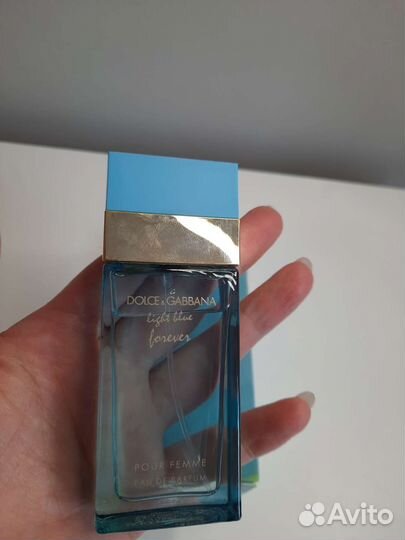 DOLCE & GABBANA
light blue
forever
POUR FEMME
EAU DE PARFUM
Avito